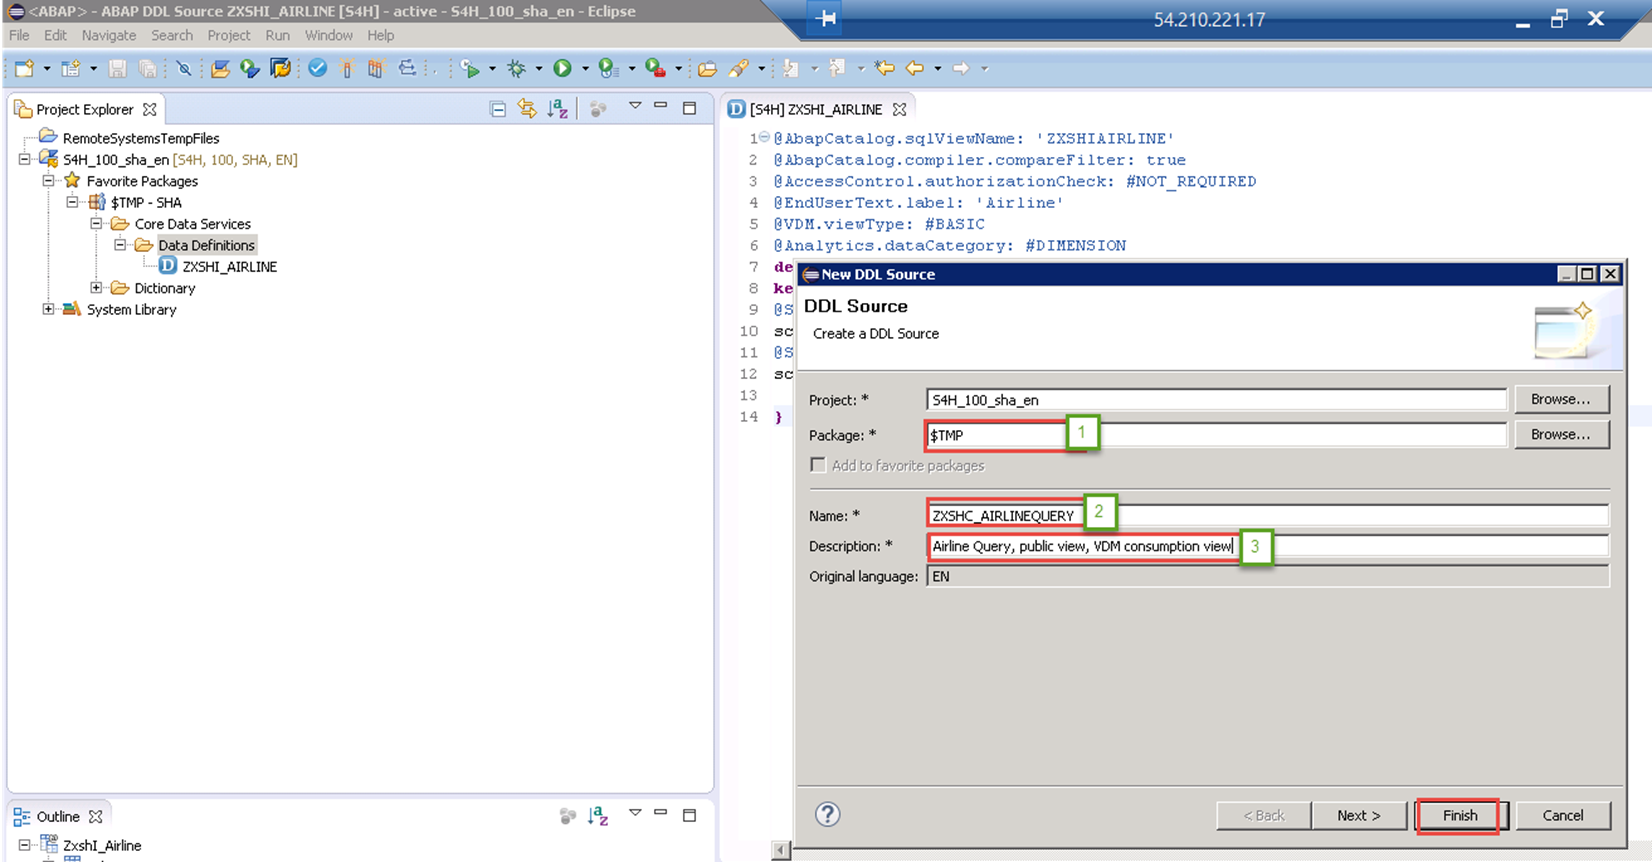 <ABAP> - ABAP DDL Source ZXSHI_AIRLINE [S4H] - active - S4H_100_sha_en - Eclipse
54.210.221.17
File Edit Navigate Search Project Run Window Help
Project Explorer
[S4H] ZXSHI_AIRLINE
RemoteSystemsTempFiles
S4H_100_sha_en [S4H, 100, SHA, EN]
Favorite Packages
$TMP - SHA
Core Data Services
Data Definitions
ZXSHI_AIRLINE
Dictionary
System Library
1 @AbapCatalog.sqlViewName: 'ZXSHIAIRLINE'
2 @AbapCatalog.compiler.compareFilter: true
3 @AccessControl.authorizationCheck: #NOT_REQUIRED
4 @EndUserText.label: 'Airline'
5 @VDM.viewType: #BASIC
6 @Analytics.dataCategory: #DIMENSION
7 de
8 ke
9 @S
10 sc
11 @S
12 sc
13
14 }
New DDL Source
DDL Source
Create a DDL Source
Project: * S4H_100_sha_en Browse...
Package: * $TMP 1 Browse...
Add to favorite packages
Name: * ZXSHC_AIRLINEQUERY 2
Description: * Airline Query, public view, VDM consumption view 3
Original language: EN
? < Back Next > Finish Cancel
Outline
ZxshI_Airline